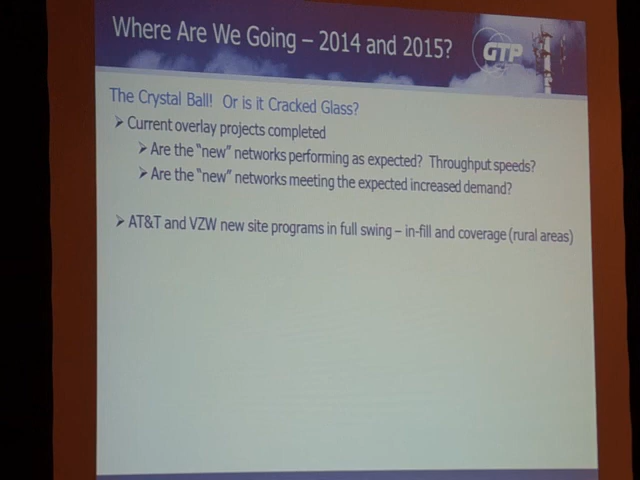 Where Are We Going – 2014 and 2015?
GTP
The Crystal Ball! Or is it Cracked Glass?
➢ Current overlay projects completed
➢ Are the "new" networks performing as expected? Throughput speeds?
➢ Are the "new" networks meeting the expected increased demand?
➢ AT&T and VZW new site programs in full swing – in-fill and coverage (rural areas)